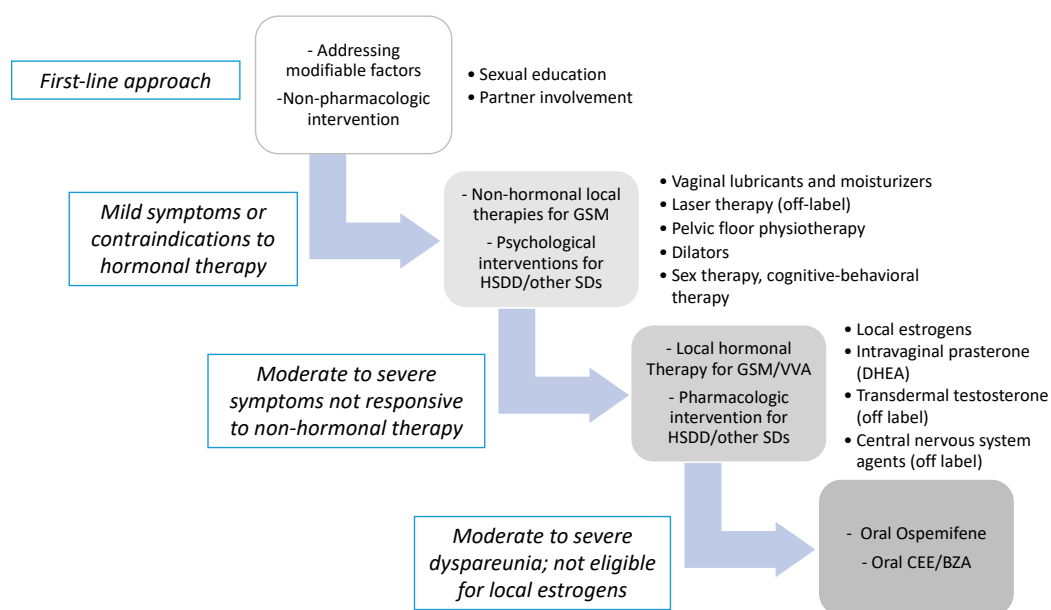 First-line approach
- Addressing
modifiable factors
-Non-pharmacologic
intervention
• Sexual education
• Partner involvement
Mild symptoms or
contraindications to
hormonal therapy
- Non-hormonal local
therapies for GSM
- Psychological
interventions for
HSDD/other SDs
• Vaginal lubricants and moisturizers
• Laser therapy (off-label)
• Pelvic floor physiotherapy
• Dilators
• Sex therapy, cognitive-behavioral
therapy
Moderate to severe
symptoms not responsive
to non-hormonal therapy
- Local hormonal
Therapy for GSM/VVA
- Pharmacologic
intervention for
HSDD/other SDs
• Local estrogens
• Intravaginal prasterone
(DHEA)
• Transdermal testosterone
(off label)
• Central nervous system
agents (off label)
Moderate to severe
dyspareunia; not eligible
for local estrogens
- Oral Ospemifene
- Oral CEE/BZA